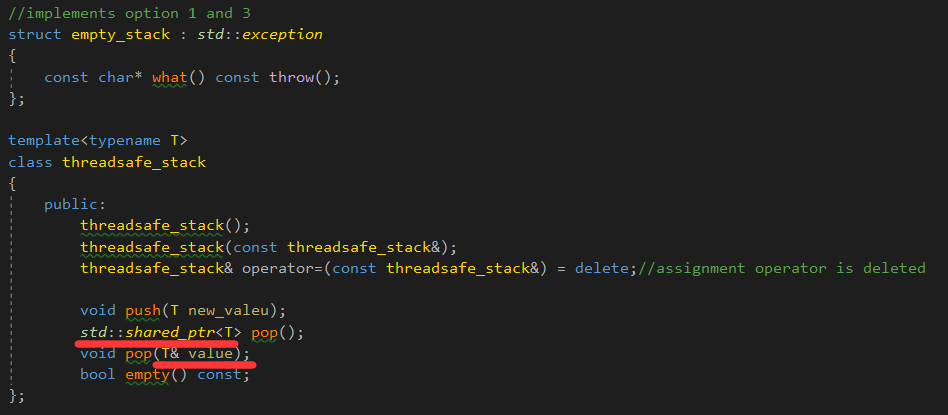 //implements option 1 and 3
struct empty_stack : std::exception
{
    const char* what() const throw();
};
template<typename T>
class threadsafe_stack
{
    public:
        threadsafe_stack();
        threadsafe_stack(const threadsafe_stack&);
        threadsafe_stack& operator=(const threadsafe_stack&) = delete;//assignment operator is deleted
        void push(T new_valeu);
        std::shared_ptr<T> pop();
        void pop(T& value);
        bool empty() const;
};